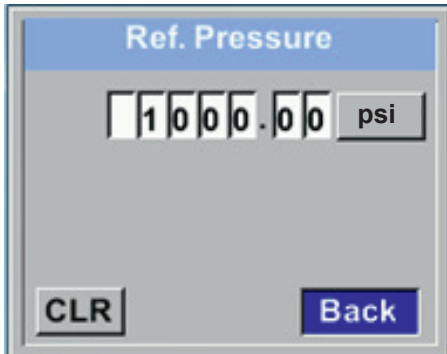 Ref. Pressure
1000.00 psi
CLR Back